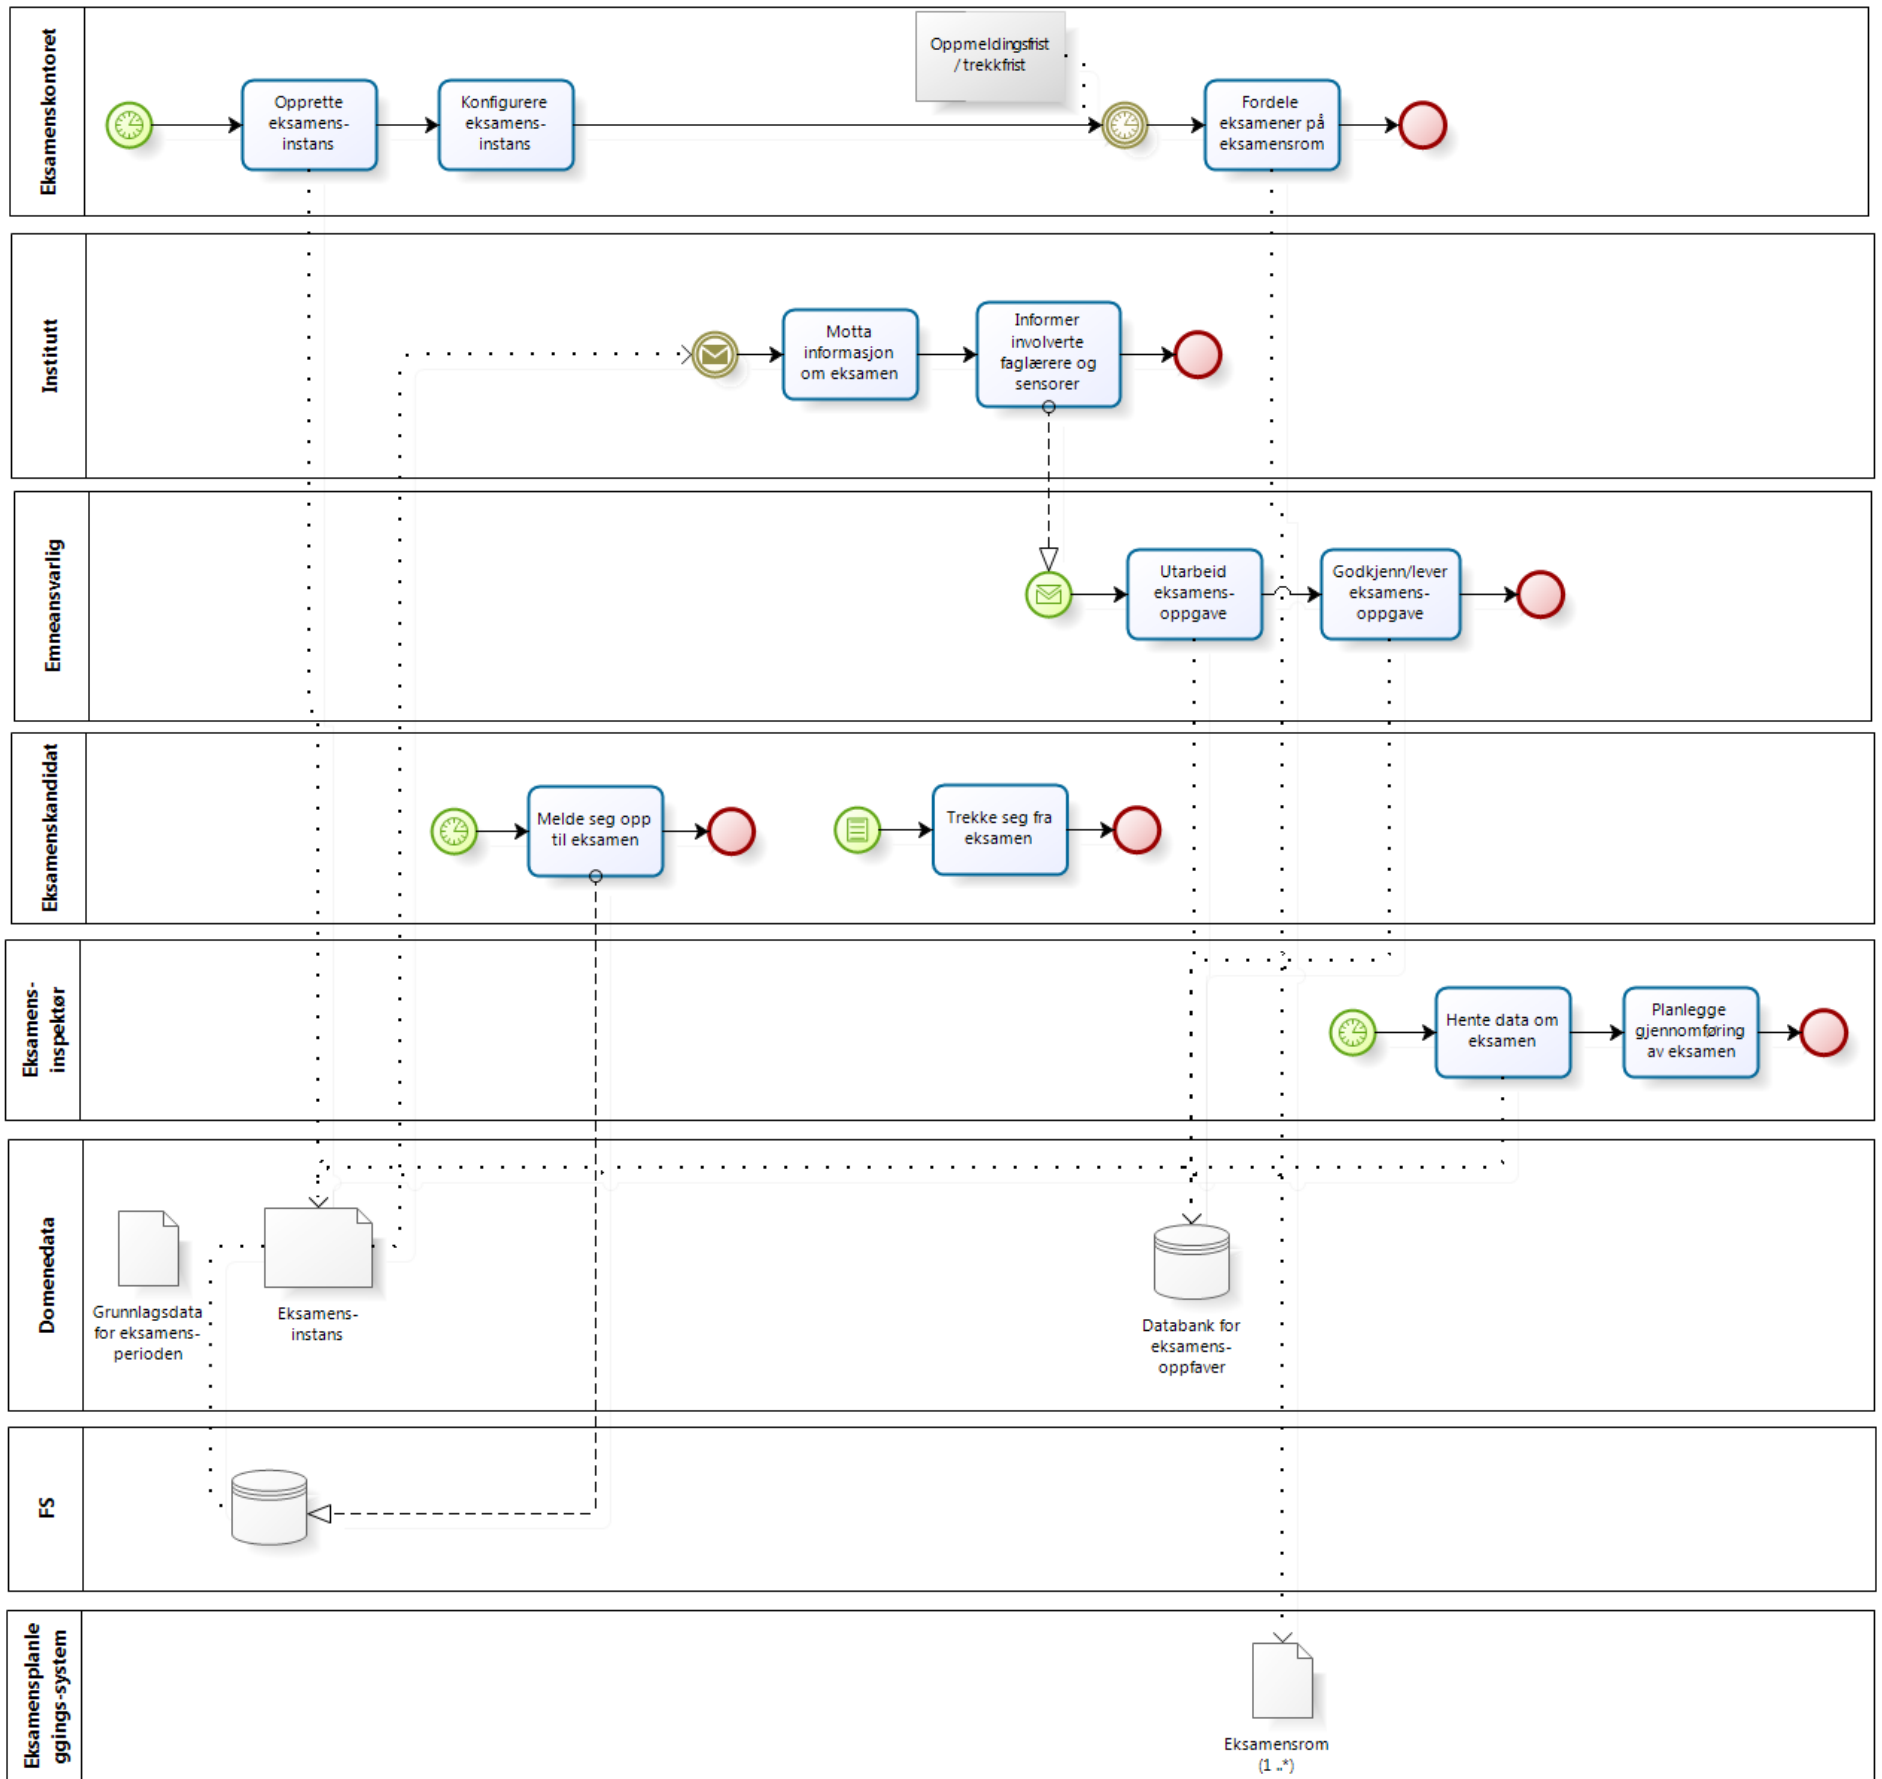 Eksamenskontoret
Opprette
eksamens-
instans
Konfigurere
eksamens-
instans
Oppmeldingsfrist
/ trekkfrist
Fordele
eksamener på
eksamensrom
Institutt
Motta
informasjon
om eksamen
Informer
involverte
faglærere og
sensorer
Emneansvarlig
Utarbeid
eksamens-
oppgave
Godkjenn/lever
eksamens-
oppgave
Eksamenskandidat
Melde seg opp
til eksamen
Trekke seg fra
eksamen
Eksamens-
inspektør
Hente data om
eksamen
Planlegge
gjennomføring
av eksamen
Domenedata
Grunnlagsdata
for eksamens-
perioden
Eksamens-
instans
Databank for
eksamens-
oppfaver
FS
Eksamensplanle
ggings-system
Eksamensrom
(1 ..*)